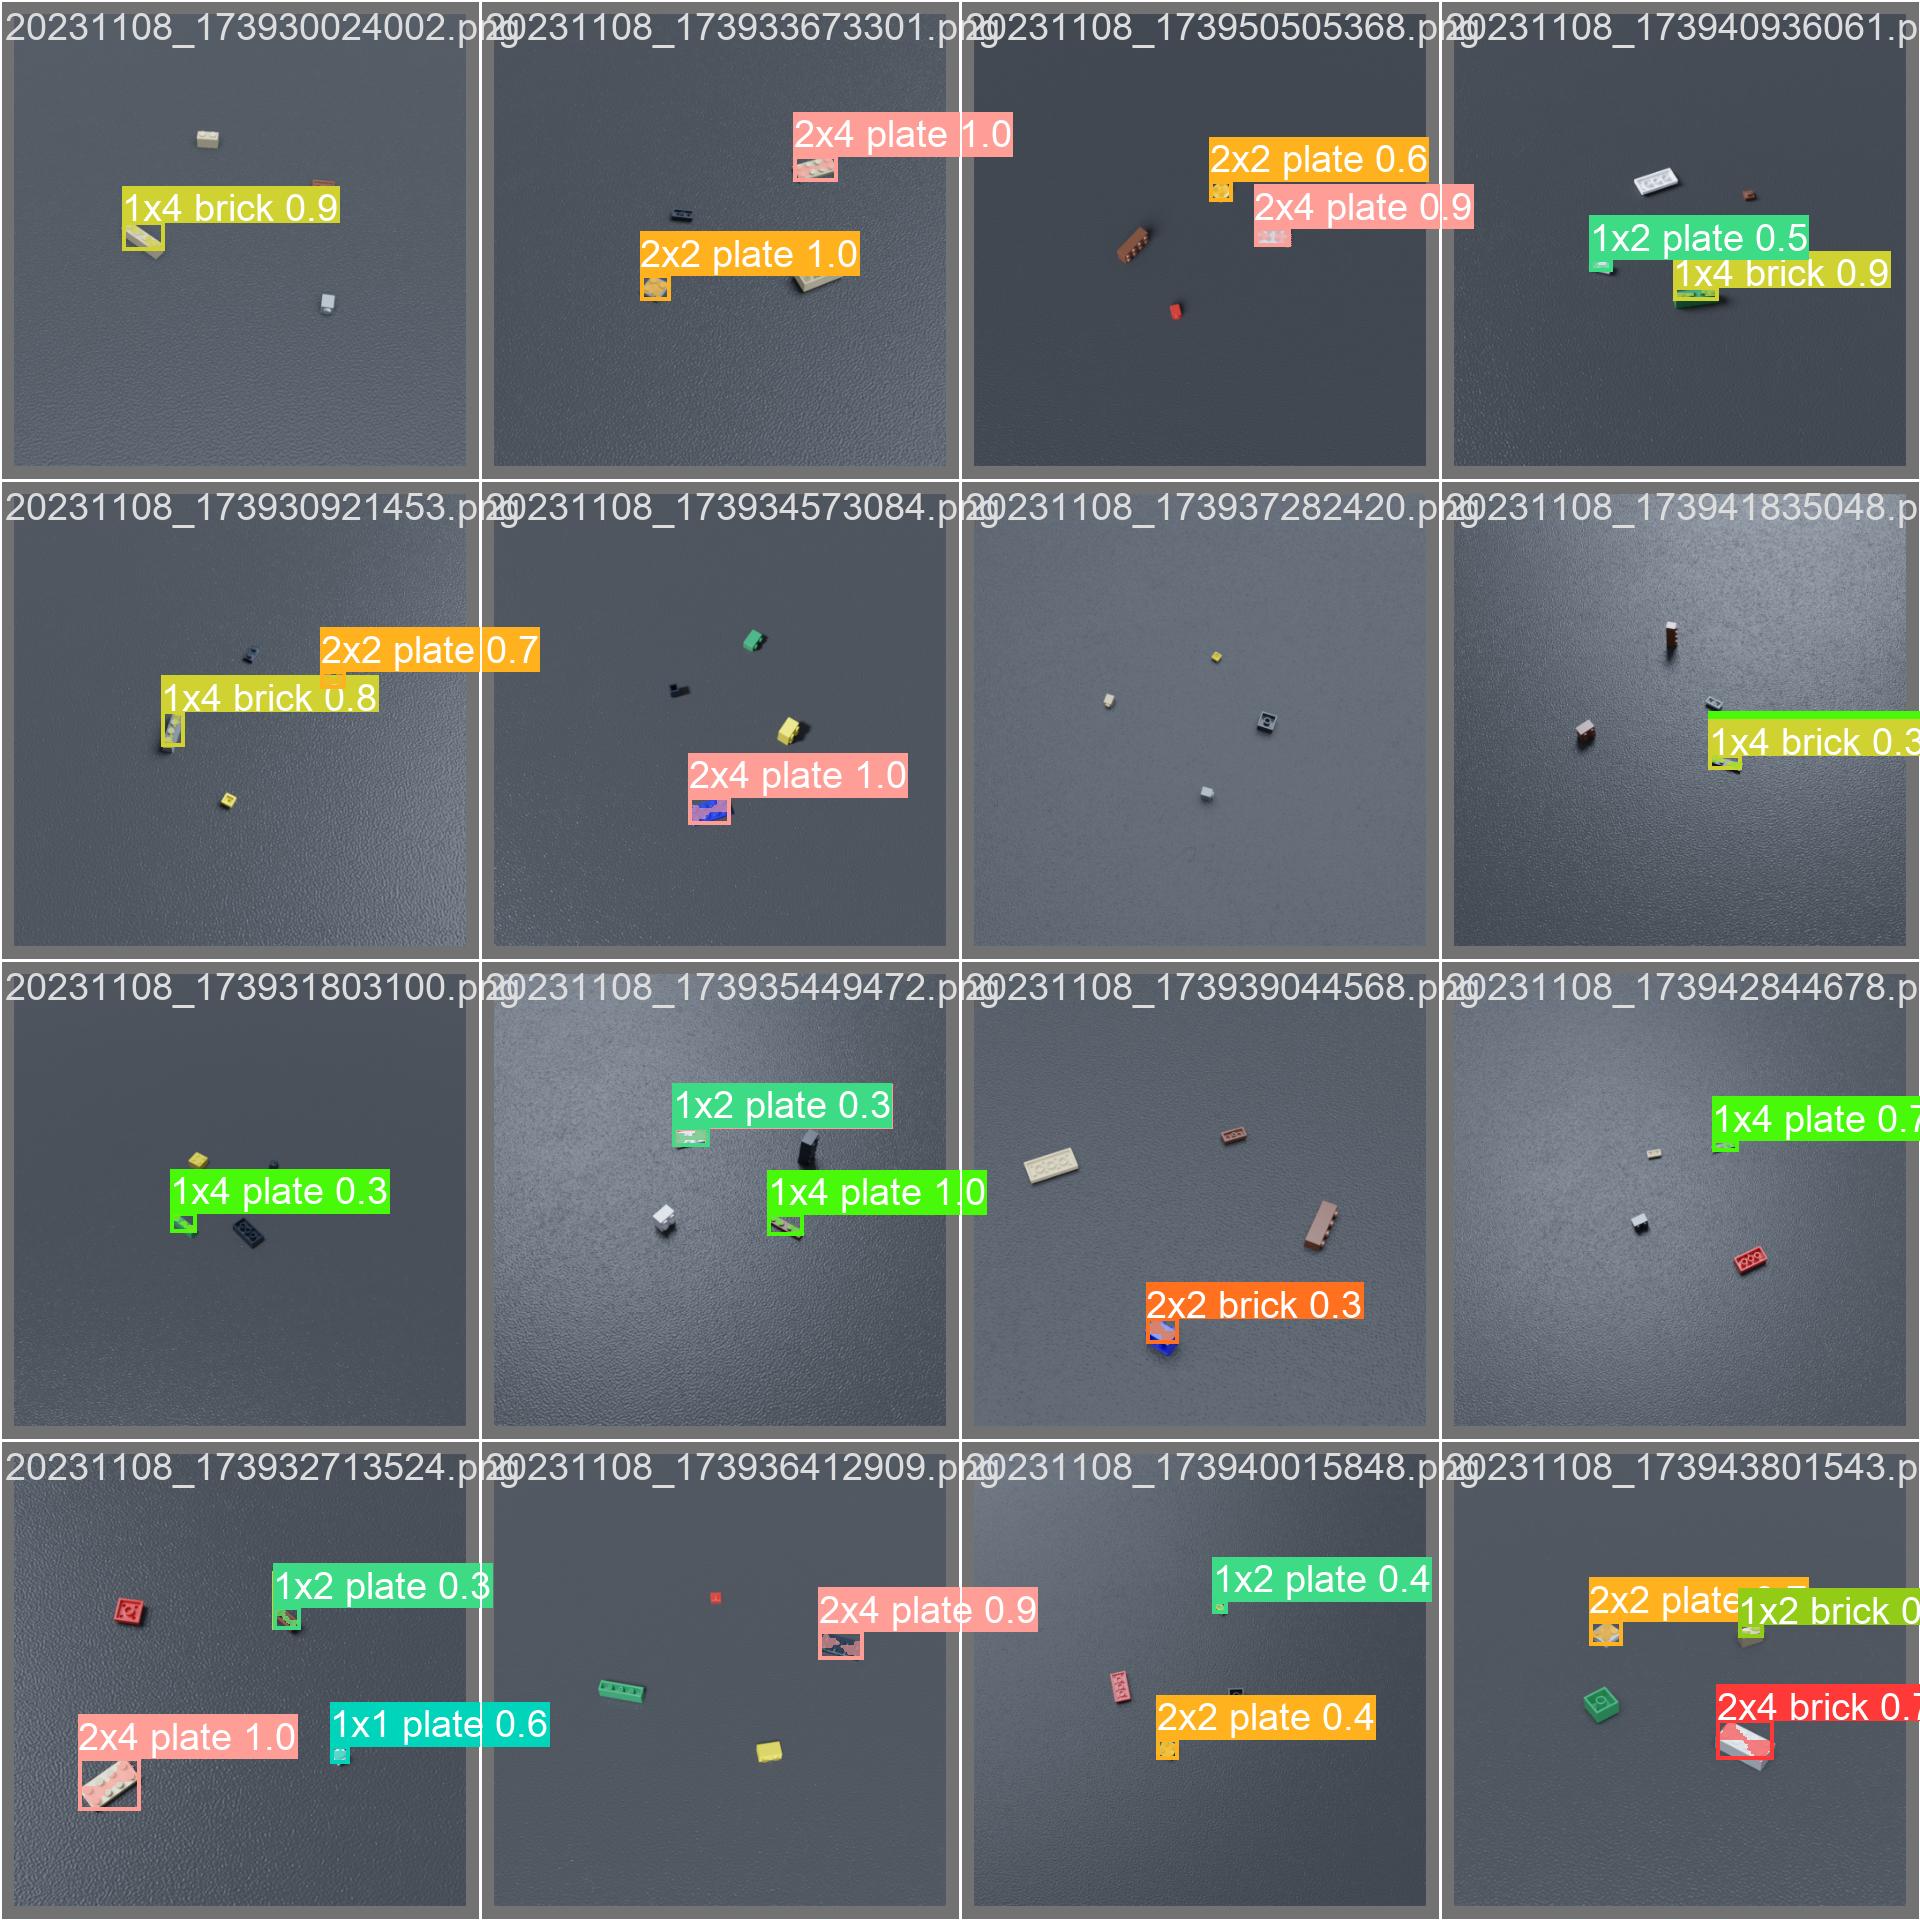 20231108_173930024002.png
20231108_173933673301.png
20231108_173950505368.png
20231108_173940936061.p
1x4 brick 0.9
2x4 plate 1.0
2x2 plate 1.0
2x2 plate 0.6
2x4 plate 0.9
1x2 plate 0.5
1x4 brick 0.9
20231108_173930921453.png
20231108_173934573084.png
20231108_173937282420.png
20231108_173941835048.p
2x2 plate 0.7
1x4 brick 0.8
2x4 plate 1.0
1x4 brick 0.3
20231108_173931803100.png
20231108_173935449472.png
20231108_173939044568.png
20231108_173942844678.p
1x4 plate 0.3
1x2 plate 0.3
1x4 plate 1.0
2x2 brick 0.3
1x4 plate 0.7
20231108_173932713524.png
20231108_173936412909.png
20231108_173940015848.png
20231108_173943801543.p
1x2 plate 0.3
2x4 plate 1.0
1x1 plate 0.6
2x4 plate 0.9
1x2 plate 0.4
2x2 plate 0.4
2x2 plate
1x2 brick 0
2x4 brick 0.7